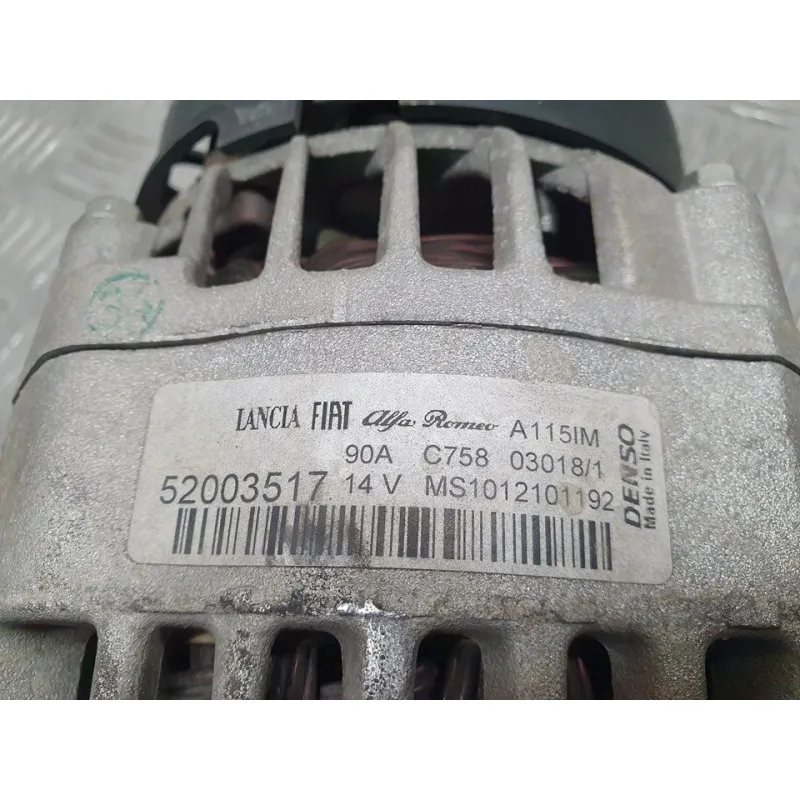 LANCIA FIAT Alfa Romeo A115IM
90A C758 03018/1
52003517 14 V MS1012101192
DENSO
Made in Italy